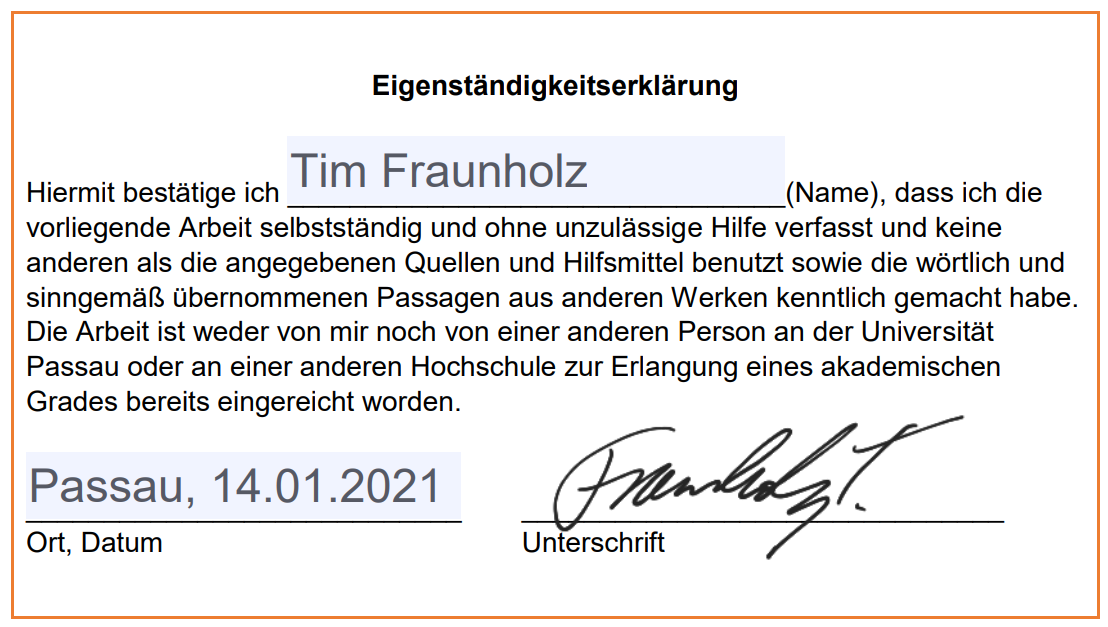 Eigenständigkeitserklärung
Tim Fraunholz
Hiermit bestätige ich (Name), dass ich die
vorliegende Arbeit selbstständig und ohne unzulässige Hilfe verfasst und keine
anderen als die angegebenen Quellen und Hilfsmittel benutzt sowie die wörtlich und
sinngemäß übernommenen Passagen aus anderen Werken kenntlich gemacht habe.
Die Arbeit ist weder von mir noch von einer anderen Person an der Universität
Passau oder an einer anderen Hochschule zur Erlangung eines akademischen
Grades bereits eingereicht worden.
Passau, 14.01.2021
Fraunholz T.
Ort, Datum
Unterschrift